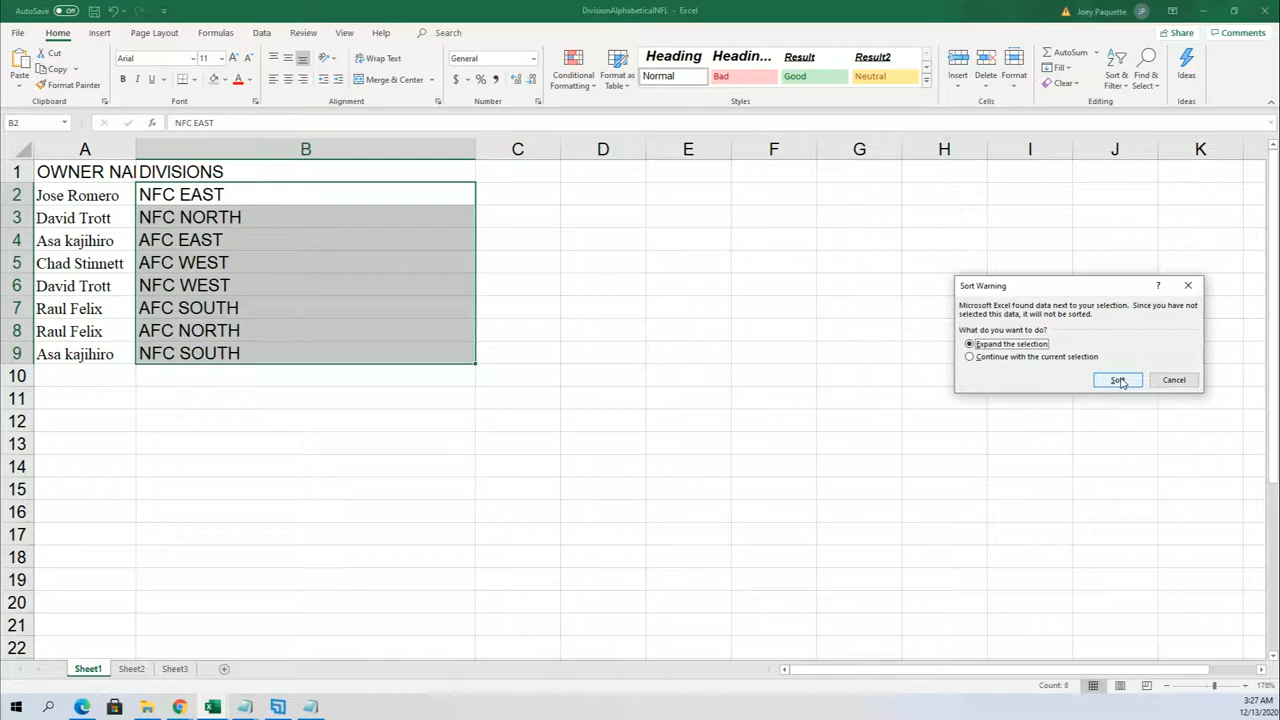 AutoSave Off
DivisionAlphabeticalNFL - Excel
Joey Paquette JP
File Home Insert Page Layout Formulas Data Review View Help Search
Share Comments
Paste
Cut
Copy
Format Painter
Clipboard
Arial 11
B I U
Font
Wrap Text
Merge & Center
Alignment
General
$ % ,
Number
Conditional Formatting
Format as Table
Heading Headin... Result Result2
Normal Bad Good Neutral
Styles
Insert Delete Format
Cells
AutoSum
Fill
Clear
Sort & Filter
Find & Select
Editing
Ideas
Ideas
B2
fx
NFC EAST
A B C D E F G H I J K
1 OWNER NAI DIVISIONS
2 Jose Romero NFC EAST
3 David Trott NFC NORTH
4 Asa kajihiro AFC EAST
5 Chad Stinnett AFC WEST
6 David Trott NFC WEST
7 Raul Felix AFC SOUTH
8 Raul Felix AFC NORTH
9 Asa kajihiro NFC SOUTH
10
11
12
13
14
15
16
17
18
19
20
21
22
Sort Warning
?
Microsoft Excel found data next to your selection. Since you have not
selected this data, it will not be sorted.
What do you want to do?
Expand the selection
Continue with the current selection
Sort Cancel
Sheet1 Sheet2 Sheet3
Count: 8
178%
3:27 AM
12/13/2020